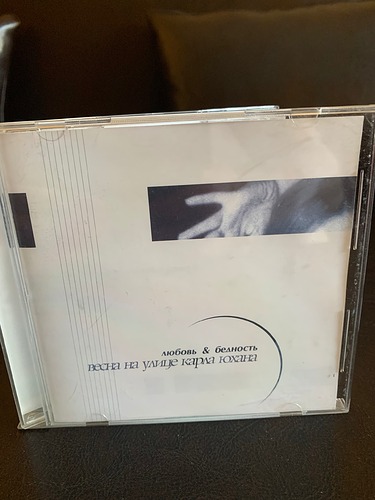 любовь & бедность
весна на улице карла юхана